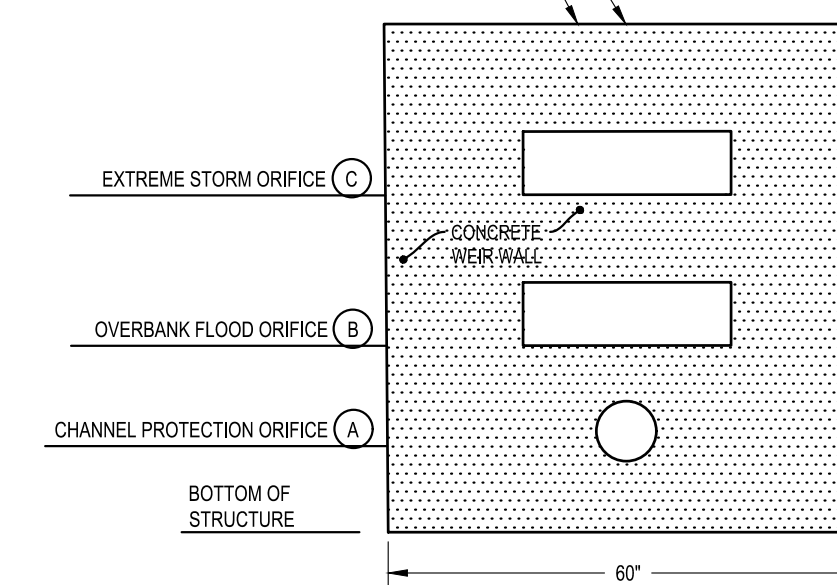 EXTREME STORM ORIFICE C
CONCRETE
WEIR WALL
OVERBANK FLOOD ORIFICE B
CHANNEL PROTECTION ORIFICE A
BOTTOM OF
STRUCTURE
60"